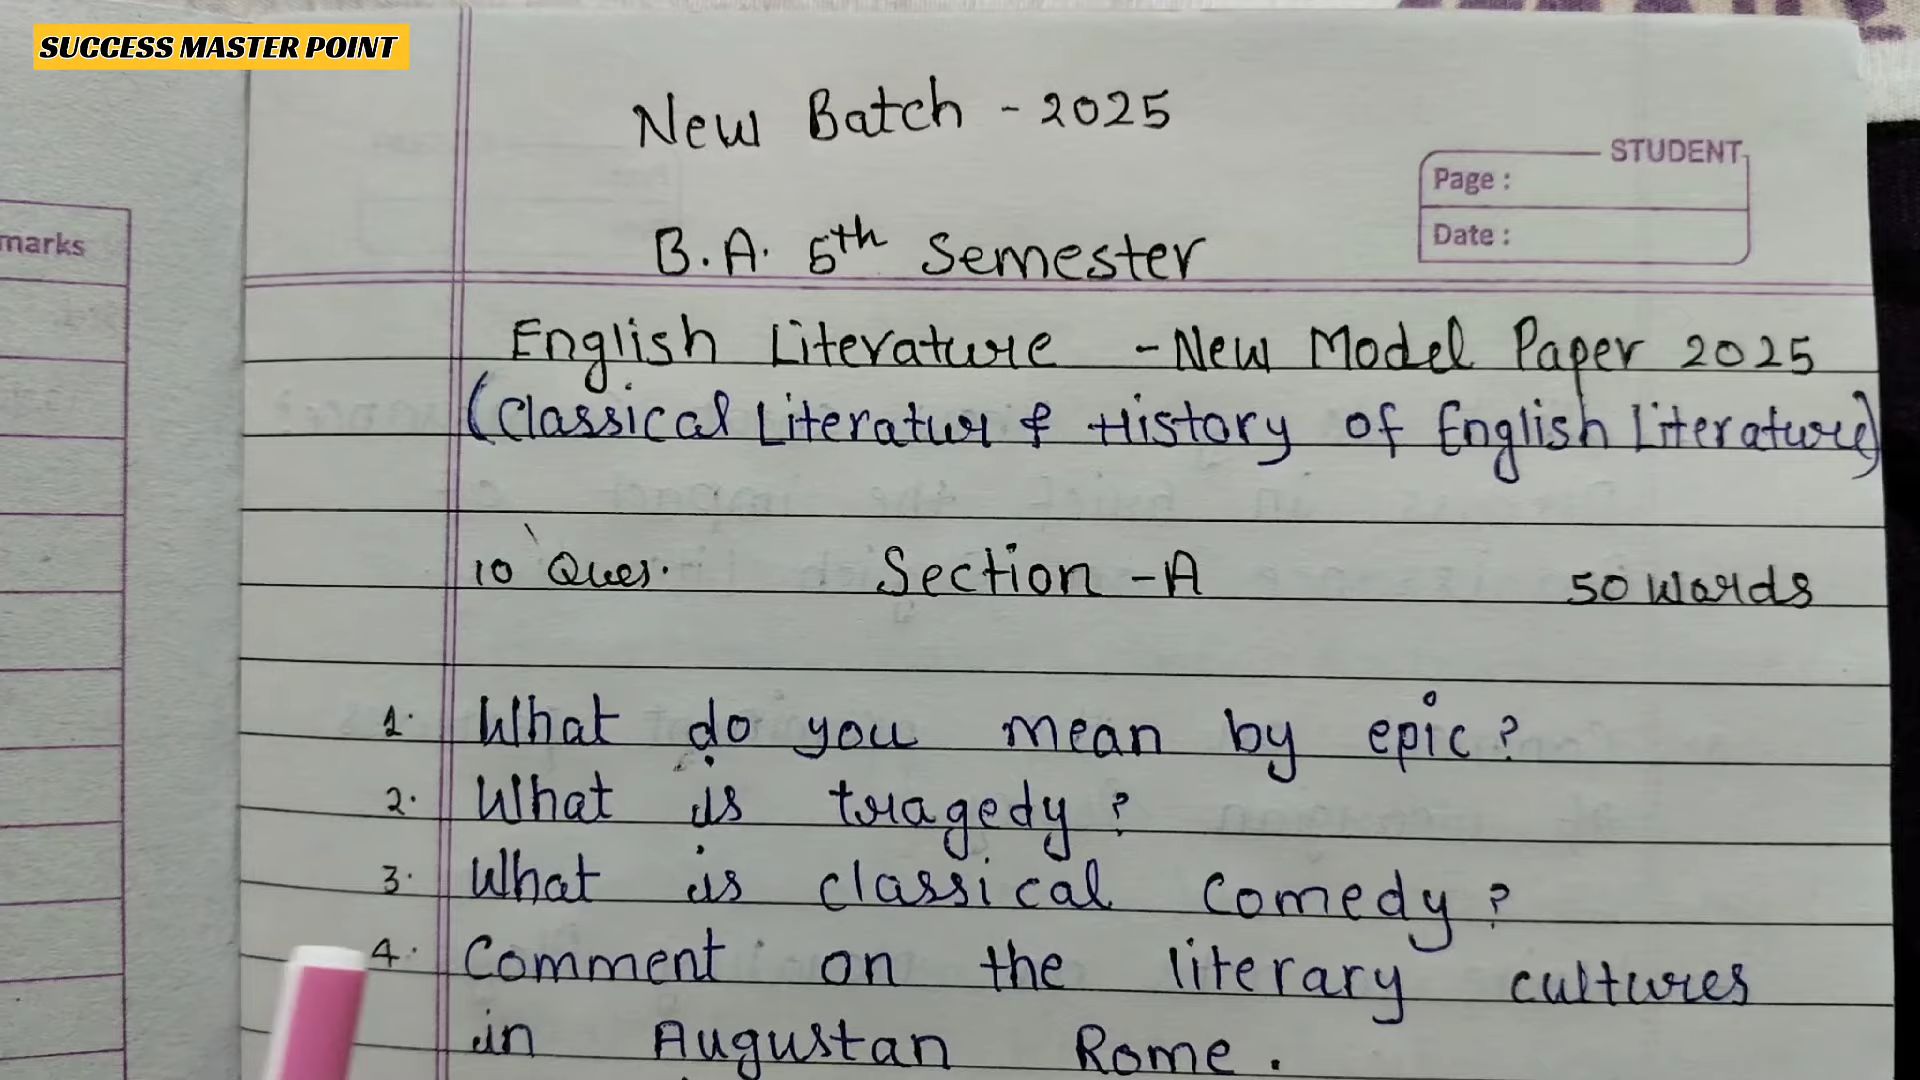 SUCCESS MASTER POINT
New Batch - 2025
STUDENT
Page :
Date :
marks
B.A. 5th Semester
English Literature - New Model Paper 2025
(Classical Literatur & History of English Literature)
10 Ques. Section - A 50 Words
1. What do you mean by epic?
2. What is tragedy?
3. What is classical comedy?
4. Comment on the literary cultures
in Augustan Rome.